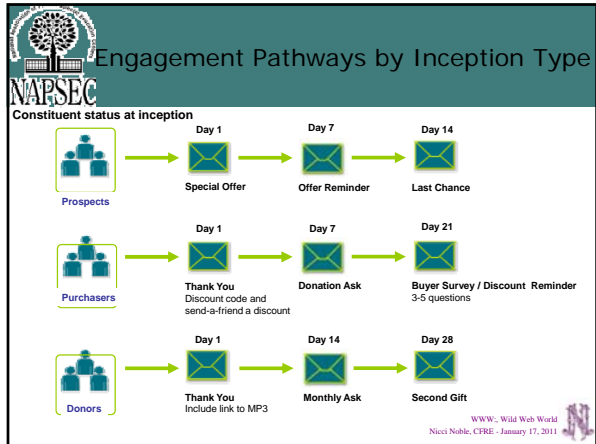 Engagement Pathways by Inception Type
NAPSEC
Constituent status at inception
Day 1
Day 7
Day 14
Prospects
Special Offer
Offer Reminder
Last Chance
Day 1
Day 7
Day 21
Purchasers
Thank You
Discount code and
send-a-friend a discount
Donation Ask
Buyer Survey / Discount Reminder
3-5 questions
Day 1
Day 14
Day 28
Donors
Thank You
Include link to MP3
Monthly Ask
Second Gift
WWW:, Wild Web World
Nicci Noble, CFRE - January 17, 2011